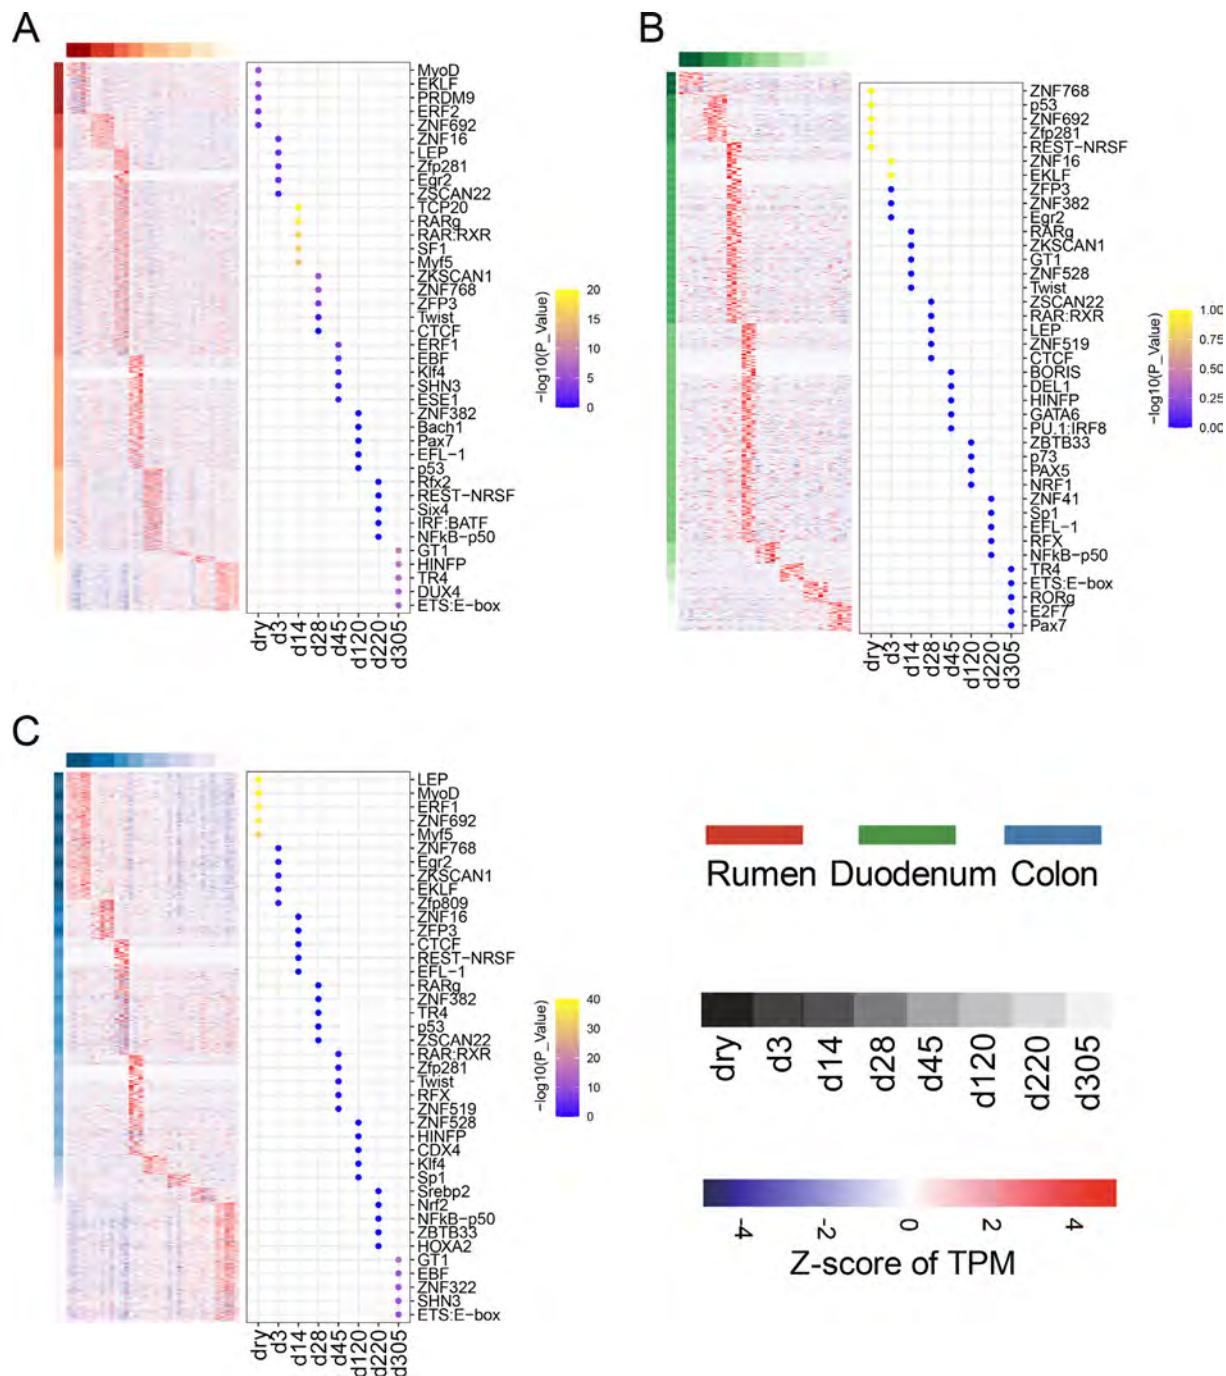 A
MyoD
EKLF
PRDM9
ERF2
ZNF692
ZNF16
LEP
Zfp281
Egr2
ZSCAN22
TCP20
RARg
RAR:RXR
SF1
Myf5
ZKSCAN1
ZNF768
ZFP3
Twist
CTCF
ERF1
EBF
Klf4
SHN3
ESE1
ZNF382
Bach1
Pax7
EFL-1
p53
Rfx2
REST-NRSF
Six4
IRF:BATF
NFkB-p50
GT1
HINFP
TR4
DUX4
ETS:E-box
dry
d3
d14
d28
d45
d120
d220
d305
-log10(P_Value)
20
15
10
5
0
B
ZNF768
p53
ZNF692
Zfp281
REST-NRSF
ZNF16
EKLF
ZFP3
ZNF382
Egr2
RARg
ZKSCAN1
GT1
ZNF528
Twist
ZSCAN22
RAR:RXR
LEP
ZNF519
CTCF
BORIS
DEL1
HINFP
GATA6
PU.1:IRF8
ZBTB33
p73
PAX5
NRF1
ZNF41
Sp1
EFL-1
RFX
NFkB-p50
TR4
ETS:E-box
RORg
E2F7
Pax7
dry
d3
d14
d28
d45
d120
d220
d305
-log10(P_Value)
1.00
0.75
0.50
0.25
0.00
C
LEP
MyoD
ERF1
ZNF692
Myf5
ZNF768
Egr2
ZKSCAN1
EKLF
Zfp809
ZNF16
ZFP3
CTCF
REST-NRSF
EFL-1
RARg
ZNF382
TR4
p53
ZSCAN22
RAR:RXR
Zfp281
Twist
RFX
ZNF519
ZNF528
HINFP
CDX4
Klf4
Sp1
Srebp2
Nrf2
NFkB-p50
ZBTB33
HOXA2
GT1
EBF
ZNF322
SHN3
ETS:E-box
dry
d3
d14
d28
d45
d120
d220
d305
-log10(P_Value)
40
30
20
10
0
Rumen Duodenum Colon
dry
d3
d14
d28
d45
d120
d220
d305
-4 -2 0 2 4
Z-score of TPM